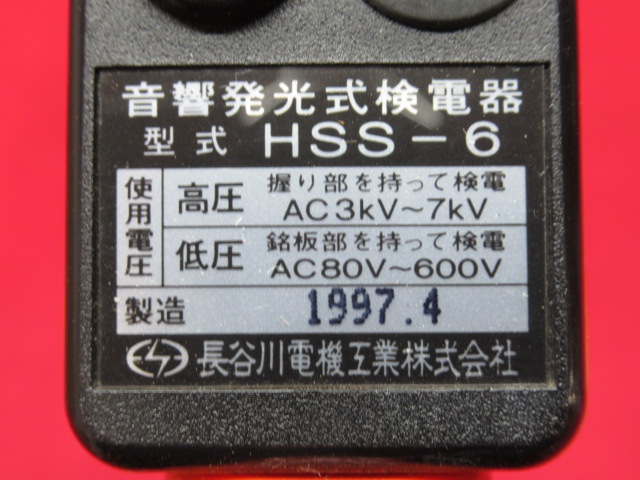 音響発光式検電器
型式 HSS-6
使用電圧
高圧 握り部を持って検電
AC3kV~7kV
低圧 銘板部を持って検電
AC80V~600V
製造 1997.4
長谷川電機工業株式会社